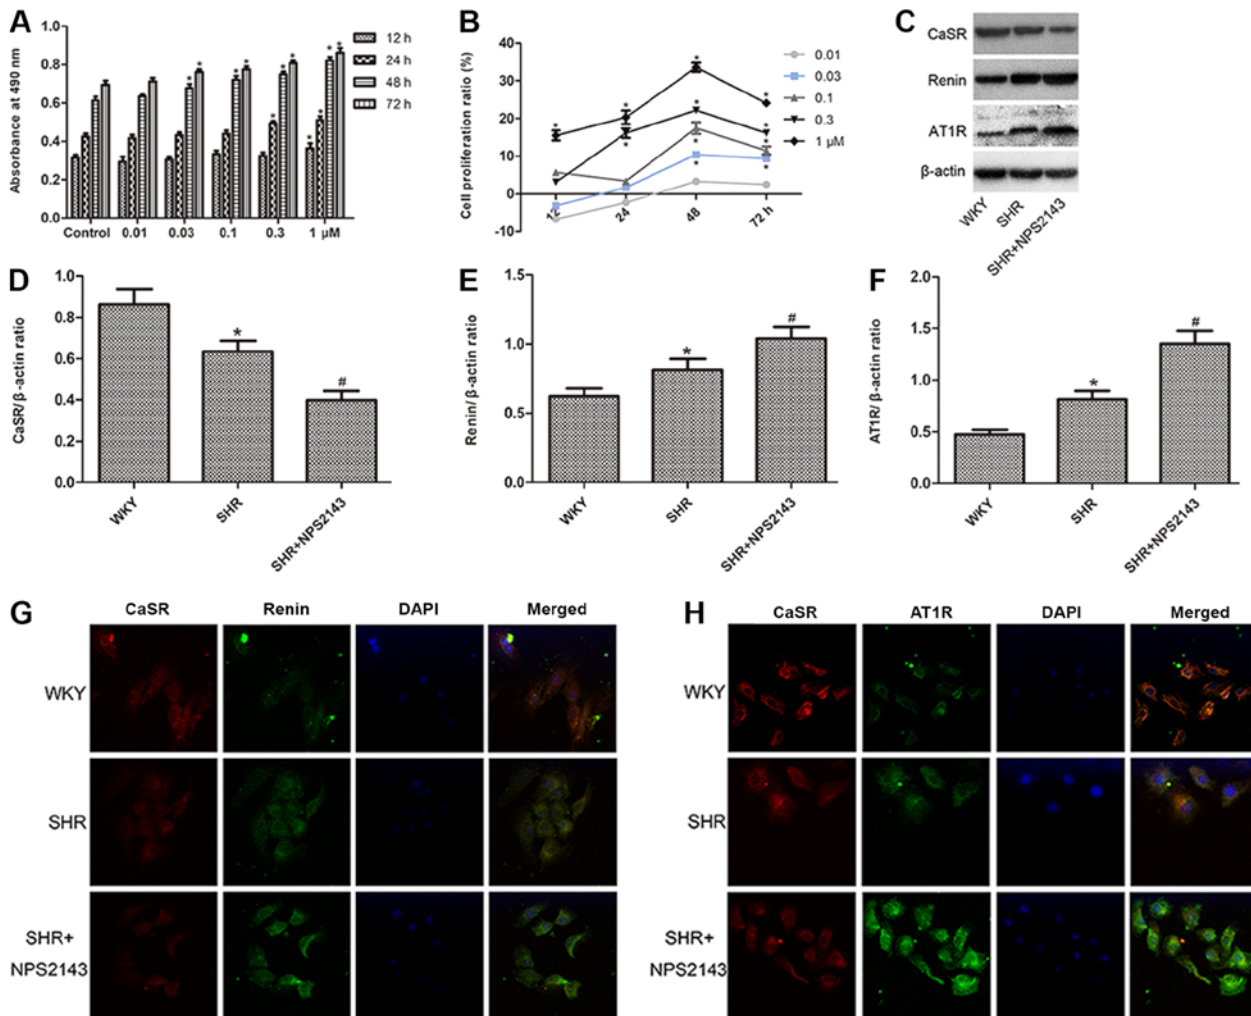 A
Absorbance at 490 nm
1.0
0.8
0.6
0.4
0.2
0.0
Control 0.01 0.03 0.1 0.3 1 µM
12 h
24 h
48 h
72 h
* * * * * * * * * * *
B
Cell proliferation ratio (%)
40
30
20
10
0
-10
12 24 48 72 h
0.01
0.03
0.1
0.3
1 µM
* * * * * * * * * * * *
C
CaSR
Renin
AT1R
β-actin
WKY SHR SHR+NPS2143
D
CaSR/ β-actin ratio
1.0
0.8
0.6
0.4
0.2
0.0
*
#
WKY SHR SHR+NPS2143
E
Renin/ β-actin ratio
1.5
1.0
0.5
0.0
*
#
WKY SHR SHR+NPS2143
F
AT1R/ β-actin ratio
2.0
1.5
1.0
0.5
0.0
*
#
WKY SHR SHR+NPS2143
G
CaSR Renin DAPI Merged
WKY
SHR
SHR+
NPS2143
H
CaSR AT1R DAPI Merged
WKY
SHR
SHR+
NPS2143